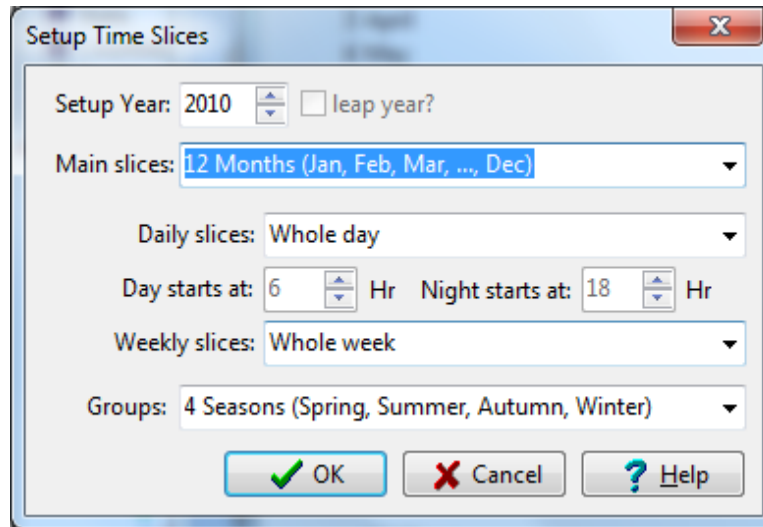 Setup Time Slices
Setup Year: 2010 leap year?
Main slices: 12 Months (Jan, Feb, Mar, ..., Dec)
Daily slices: Whole day
Day starts at: 6 Hr Night starts at: 18 Hr
Weekly slices: Whole week
Groups: 4 Seasons (Spring, Summer, Autumn, Winter)
OK Cancel Help